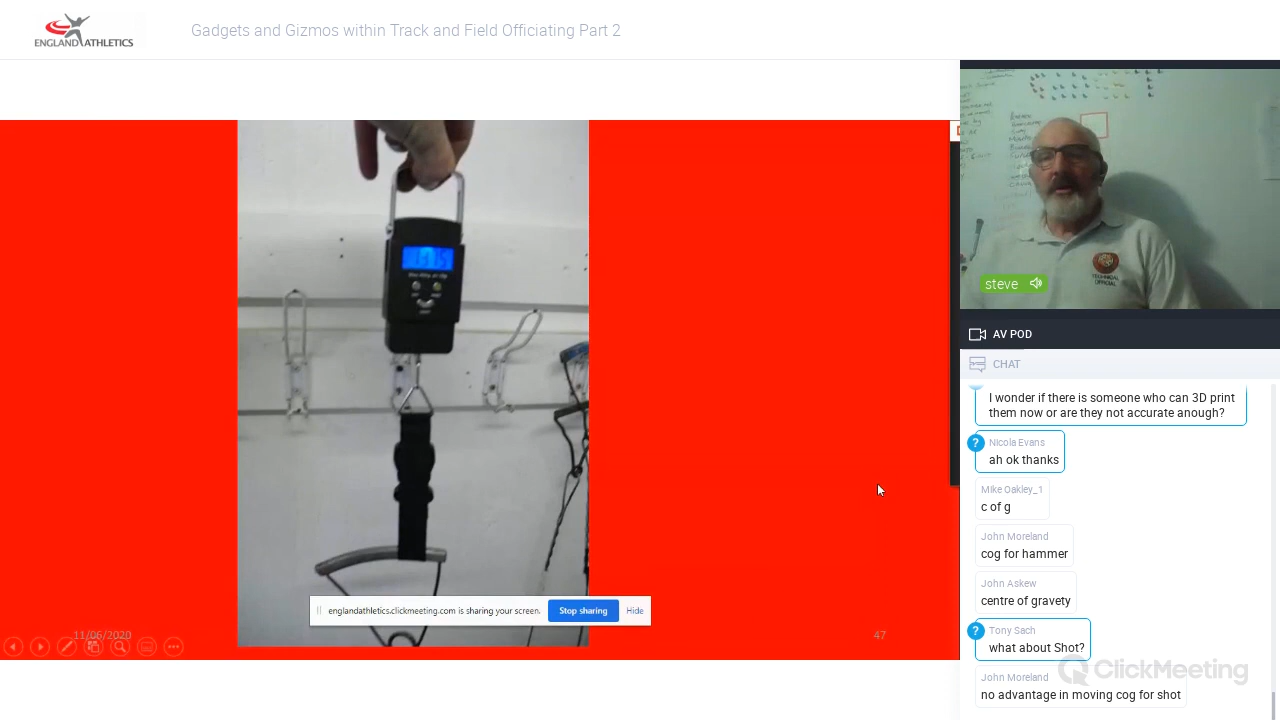 ENGLAND ATHLETICS
Gadgets and Gizmos within Track and Field Officiating Part 2
steve
TECHNICAL
OFFICIAL
AV POD
CHAT
I wonder if there is someone who can 3D print
them now or are they not accurate anough?
Nicola Evans
ah ok thanks
Mike Oakley_1
c of g
John Moreland
cog for hammer
John Askew
centre of gravety
Tony Sach
what about Shot?
John Moreland
no advantage in moving cog for shot
ClickMeeting
englandathletics.clickmeeting.com is sharing your screen.
Stop sharing
Hide
11/06/2020
47